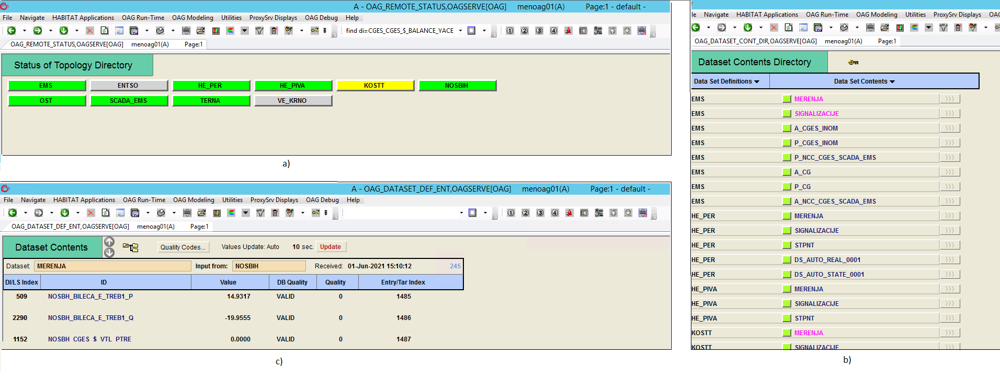 A - OAG_REMOTE_STATUS,OAGSERVE[OAG] menoag01(A) Page:1 - default -
File Navigate HABITAT Applications OAG Run-Time OAG Modeling Utilities ProxySrv Displays OAG Debug Help
find di=CGES_CGES_$_BALANCE_YACE
OAG_REMOTE_STATUS,OAGSERVE[OAG] menoag01(A) Page:1
Status of Topology Directory
EMS ENTSO HE_PER HE_PIVA KOSTT NOSBIH
OST SCADA_EMS TERNA VE_KRNO
a)
A - OAG_DATASET_DEF_ENT,OAGSERVE[OAG] menoag01(A) Page:1 - default -
File Navigate HABITAT Applications OAG Run-Time OAG Modeling Utilities ProxySrv Displays OAG Debug Help
OAG_DATASET_DEF_ENT,OAGSERVE[OAG] menoag01(A) Page:1
Dataset Contents Quality Codes... Values Update: Auto 10 sec. Update
Dataset: MERENJA Input from: NOSBIH Received: 01-Jun-2021 15:10:12 245
DI/LS Index ID Value DB Quality Quality Entry/Tar Index
509 NOSBH_BILECA_E_TREB1_P 14.9317 VALID 0 1485
2290 NOSBH_BILECA_E_TREB1_Q -19.9555 VALID 0 1486
1152 NOSBH_CGES_$_VTL_PTRE 0.0000 VALID 0 1487
c)
le Navigate HABITAT Applications OAG Run-Time OAG Modeling Utilities ProxySrv Displays OAG
OAG_DATASET_CONT_DIR,OAGSERVE[OAG] menoag01(A) Page:1
Dataset Contents Directory
Data Set Definitions Data Set Contents
EMS MERENJA >>>
EMS SIGNALIZACIJE >>>
EMS A_CGES_INOM >>>
EMS P_CGES_INOM >>>
EMS P_NCC_CGES_SCADA_EMS >>>
EMS A_CG >>>
EMS P_CG >>>
EMS A_NCC_CGES_SCADA_EMS >>>
HE_PER MERENJA >>>
HE_PER SIGNALIZACIJE >>>
HE_PER STPNT >>>
HE_PER DS_AUTO_REAL_0001 >>>
HE_PER DS_AUTO_STATE_0001 >>>
HE_PIVA MERENJA >>>
HE_PIVA SIGNALIZACIJE >>>
HE_PIVA STPNT >>>
KOSTT MERENJA >>>
KOSTT SIGNALIZACIJE >>>
b)